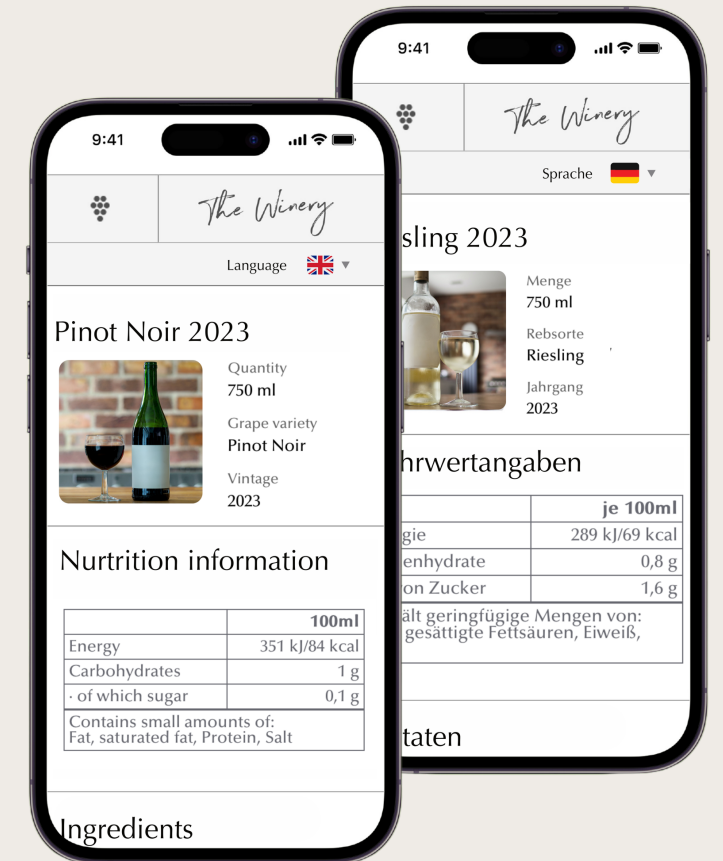 9:41
The Winery
Language
Pinot Noir 2023
Quantity
750 ml
Grape variety
Pinot Noir
Vintage
2023
Nurtrition information
100ml
Energy 351 kJ/84 kcal
Carbohydrates 1 g
· of which sugar 0,1 g
Contains small amounts of:
Fat, saturated fat, Protein, Salt
Ingredients
9:41
The Winery
Sprache
sling 2023
Menge
750 ml
Rebsorte
Riesling
Jahrgang
2023
hrwertangaben
je 100ml
gie 289 kJ/69 kcal
enhydrate 0,8 g
on Zucker 1,6 g
ält geringfügige Mengen von:
gesättigte Fettsäuren, Eiweiß,
taten